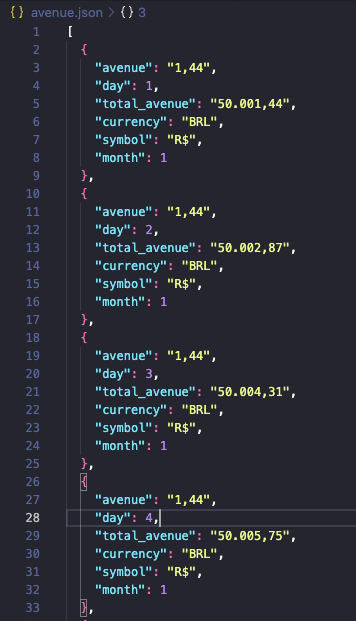 {} avenue.json > {} 3
1 [
2 {
3 "avenue": "1,44",
4 "day": 1,
5 "total_avenue": "50.001,44",
6 "currency": "BRL",
7 "symbol": "R$",
8 "month": 1
9 },
10 {
11 "avenue": "1,44",
12 "day": 2,
13 "total_avenue": "50.002,87",
14 "currency": "BRL",
15 "symbol": "R$",
16 "month": 1
17 },
18 {
19 "avenue": "1,44",
20 "day": 3,
21 "total_avenue": "50.004,31",
22 "currency": "BRL",
23 "symbol": "R$",
24 "month": 1
25 },
26 {
27 "avenue": "1,44",
28 "day": 4,
29 "total_avenue": "50.005,75",
30 "currency": "BRL",
31 "symbol": "R$",
32 "month": 1
33 },